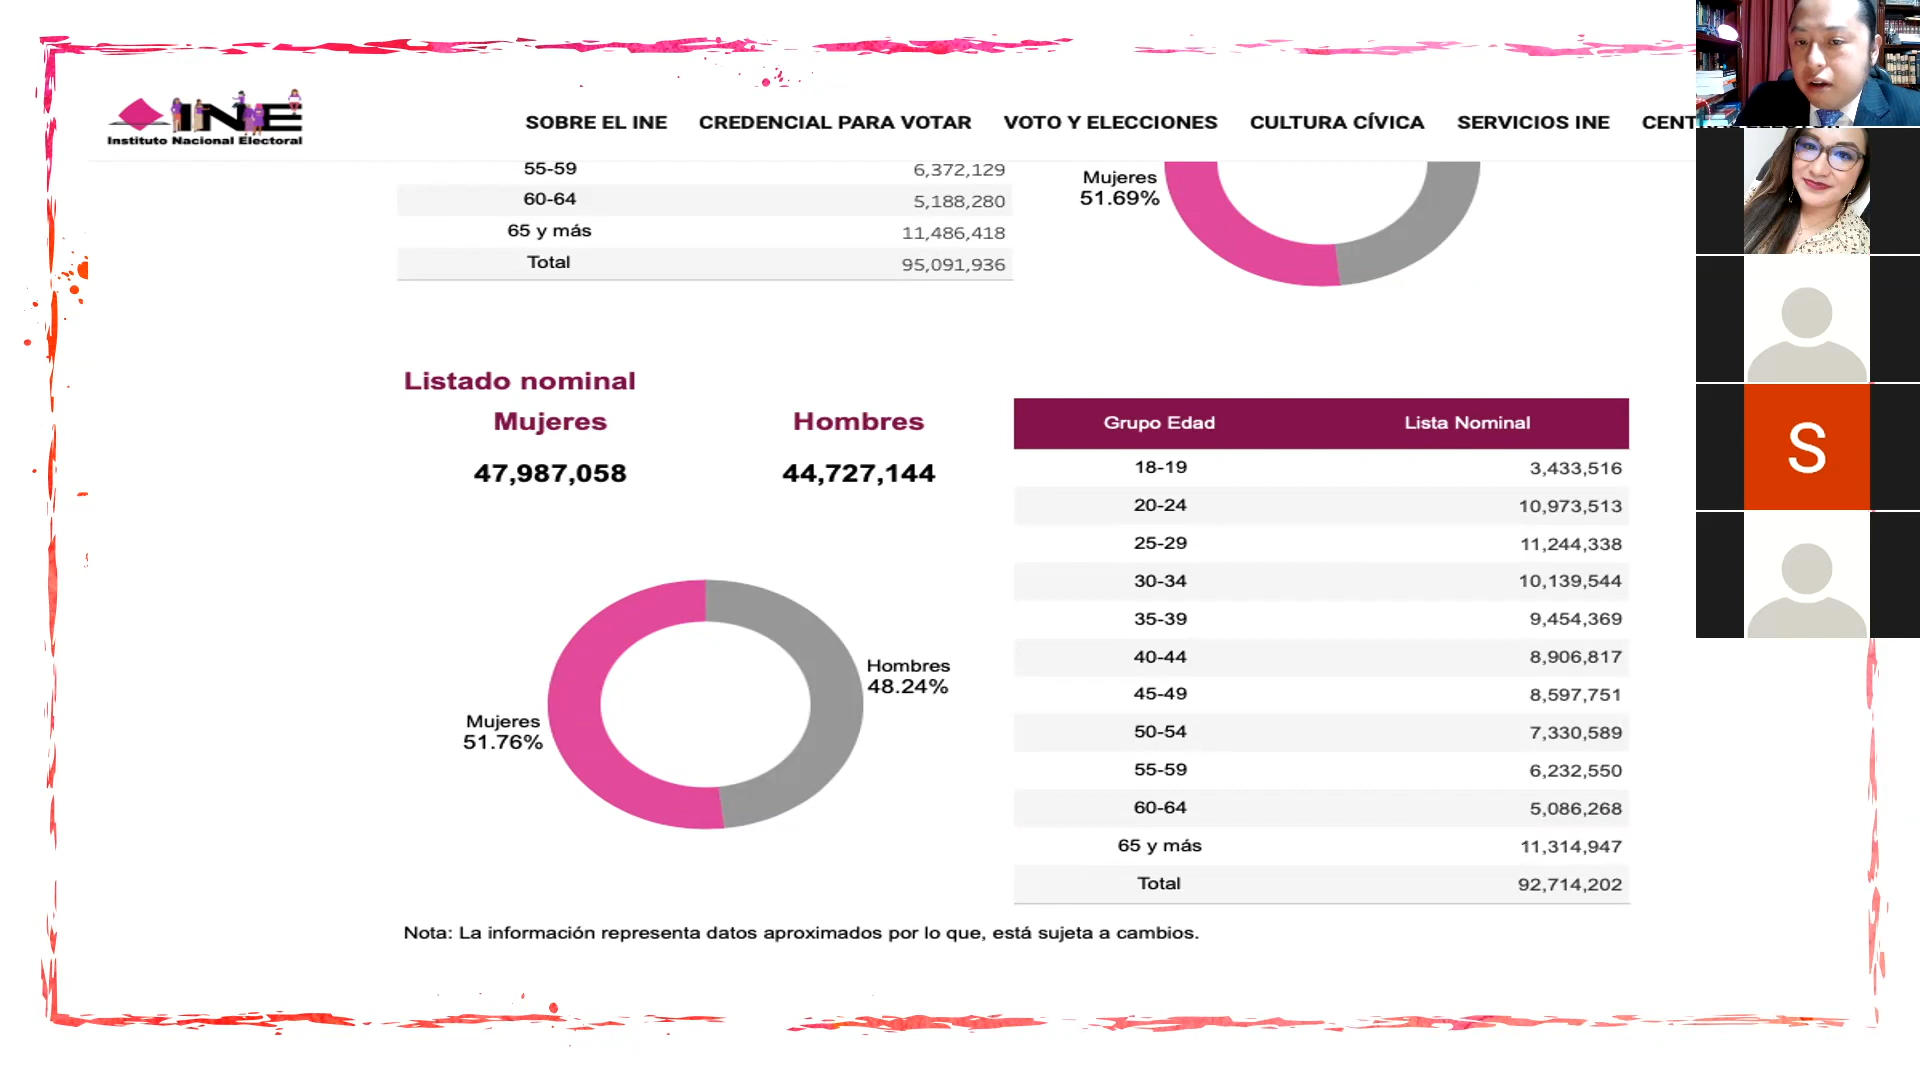 INE
Instituto Nacional Electoral
SOBRE EL INE CREDENCIAL PARA VOTAR VOTO Y ELECCIONES CULTURA CÍVICA SERVICIOS INE
55-59 6,372,129
60-64 5,188,280
65 y más 11,486,418
Total 95,091,936
Mujeres
51.69%
Listado nominal
Mujeres Hombres
47,987,058 44,727,144
Hombres
48.24%
Mujeres
51.76%
Grupo Edad Lista Nominal
18-19 3,433,516
20-24 10,973,513
25-29 11,244,338
30-34 10,139,544
35-39 9,454,369
40-44 8,906,817
45-49 8,597,751
50-54 7,330,589
55-59 6,232,550
60-64 5,086,268
65 y más 11,314,947
Total 92,714,202
Nota: La información representa datos aproximados por lo que, está sujeta a cambios.
S